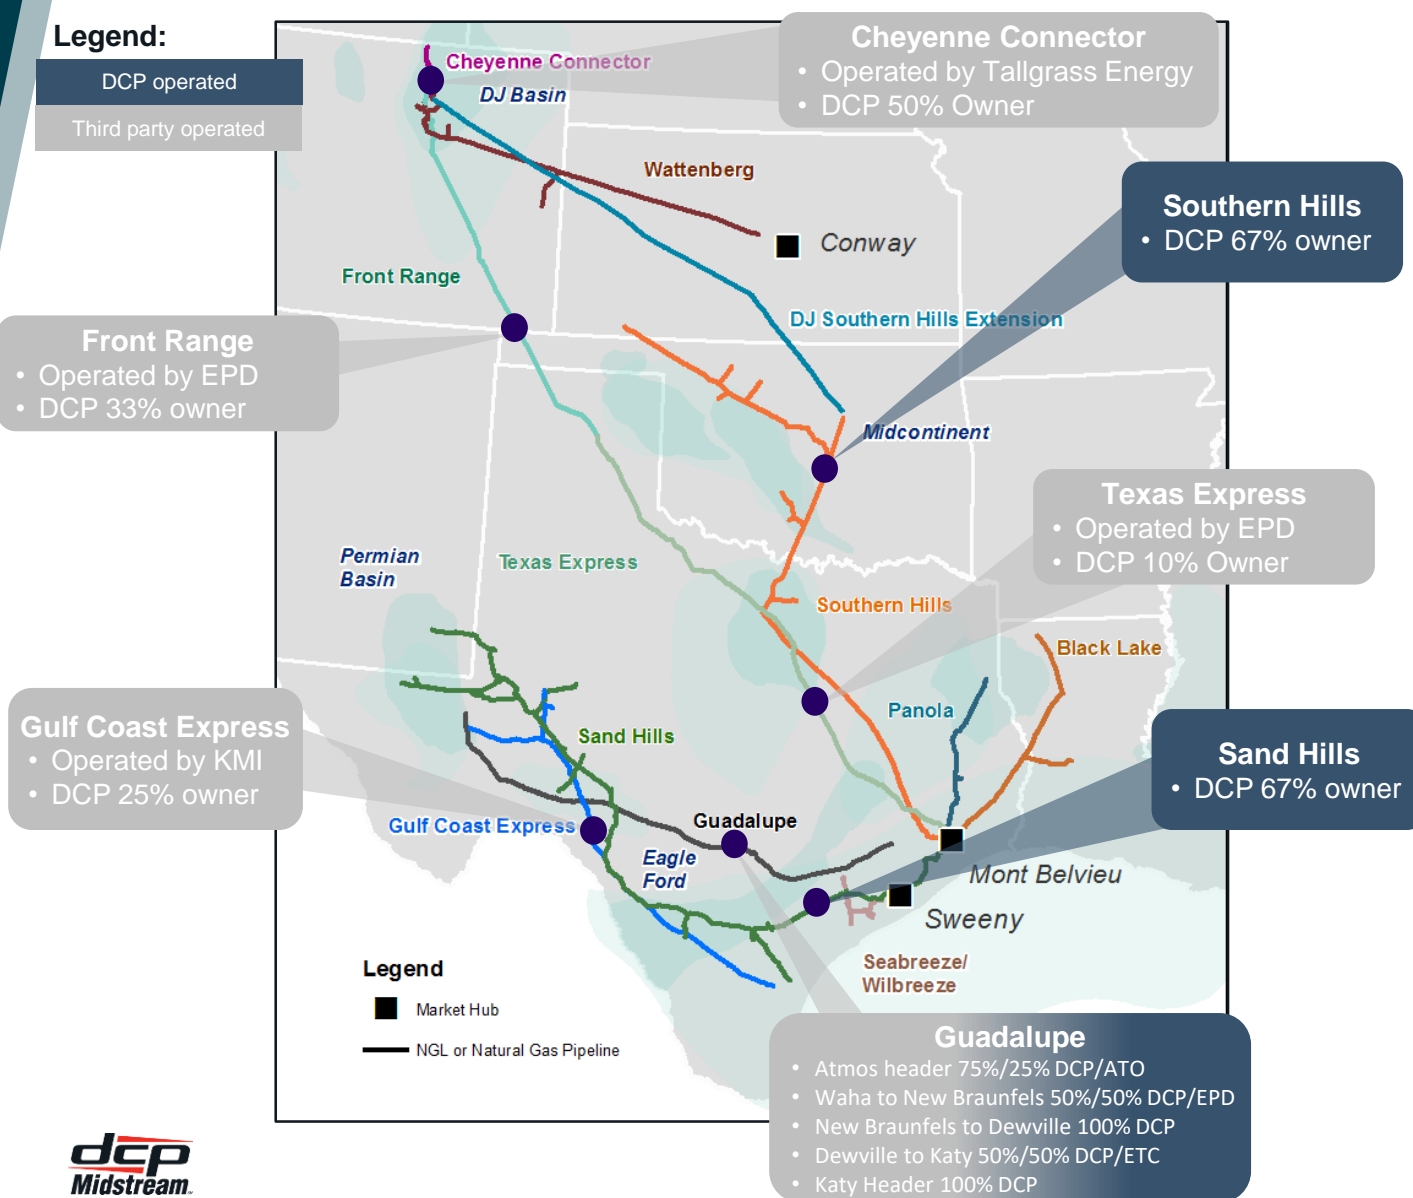 Legend:
DCP operated
Third party operated
Cheyenne Connector
• Operated by Tallgrass Energy
• DCP 50% Owner
Cheyenne Connector
DJ Basin
Wattenberg
Southern Hills
• DCP 67% owner
Conway
Front Range
DJ Southern Hills Extension
Front Range
• Operated by EPD
• DCP 33% owner
Midcontinent
Texas Express
• Operated by EPD
• DCP 10% Owner
Permian
Basin
Texas Express
Southern Hills
Black Lake
Panola
Gulf Coast Express
• Operated by KMI
• DCP 25% owner
Sand Hills
Sand Hills
• DCP 67% owner
Gulf Coast Express
Guadalupe
Eagle
Ford
Mont Belvieu
Sweeny
Seabreeze/
Wilbreeze
Legend
Market Hub
NGL or Natural Gas Pipeline
Guadalupe
• Atmos header 75%/25% DCP/ATO
• Waha to New Braunfels 50%/50% DCP/EPD
• New Braunfels to Dewville 100% DCP
• Dewville to Katy 50%/50% DCP/ETC
• Katy Header 100% DCP
dcp
Midstream